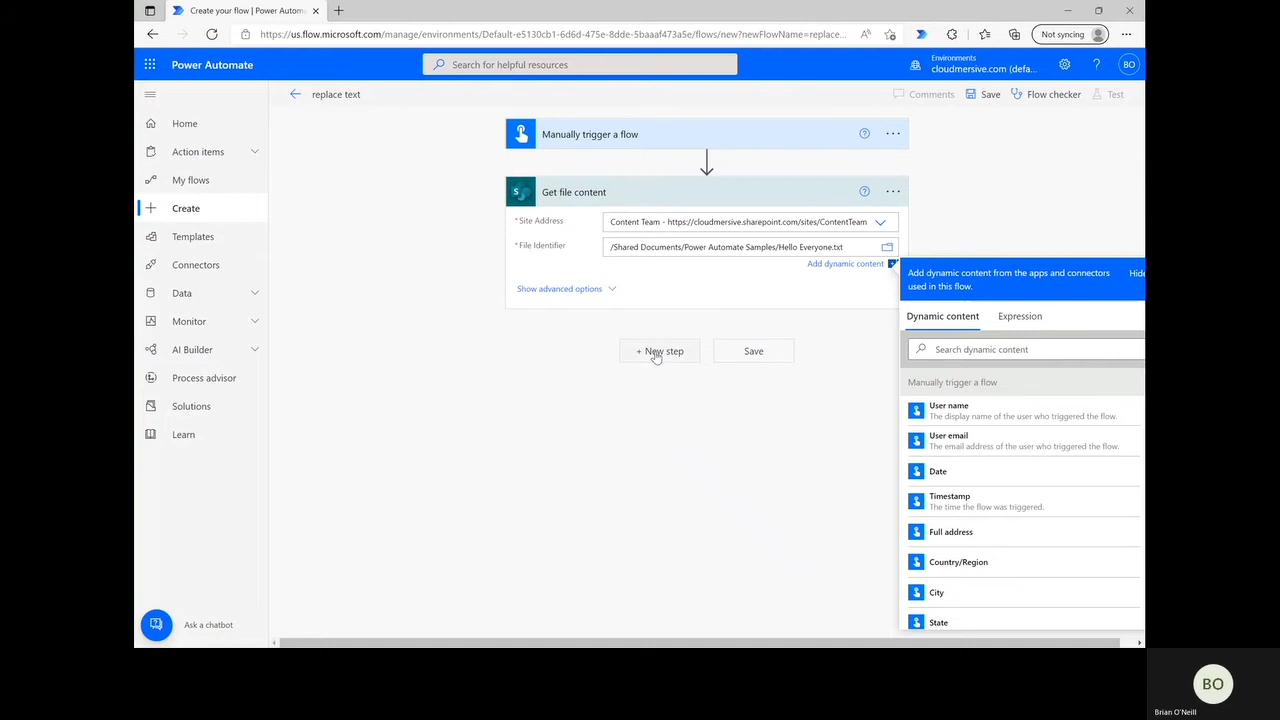 Create your flow | Power Automa
Not syncing
https://us.flow.microsoft.com/manage/environments/Default-e5130cb1-6d6d-475e-8dde-5baaaf473a5e/flows/new?newFlowName=replace...
Power Automate
Search for helpful resources
Environments
cloudmersive.com (defa...
BO
replace text
Comments
Save
Flow checker
Test
Home
Action items
My flows
Create
Templates
Connectors
Data
Monitor
AI Builder
Process advisor
Solutions
Learn
Ask a chatbot
Manually trigger a flow
Get file content
* Site Address
Content Team - https://cloudmersive.sharepoint.com/sites/ContentTeam
* File Identifier
/Shared Documents/Power Automate Samples/Hello Everyone.txt
Add dynamic content
Show advanced options
+ New step
Save
Add dynamic content from the apps and connectors
used in this flow.
Hide
Dynamic content
Expression
Search dynamic content
Manually trigger a flow
User name
The display name of the user who triggered the flow.
User email
The email address of the user who triggered the flow.
Date
Timestamp
The time the flow was triggered.
Full address
Country/Region
City
State
BO
Brian O'Neill